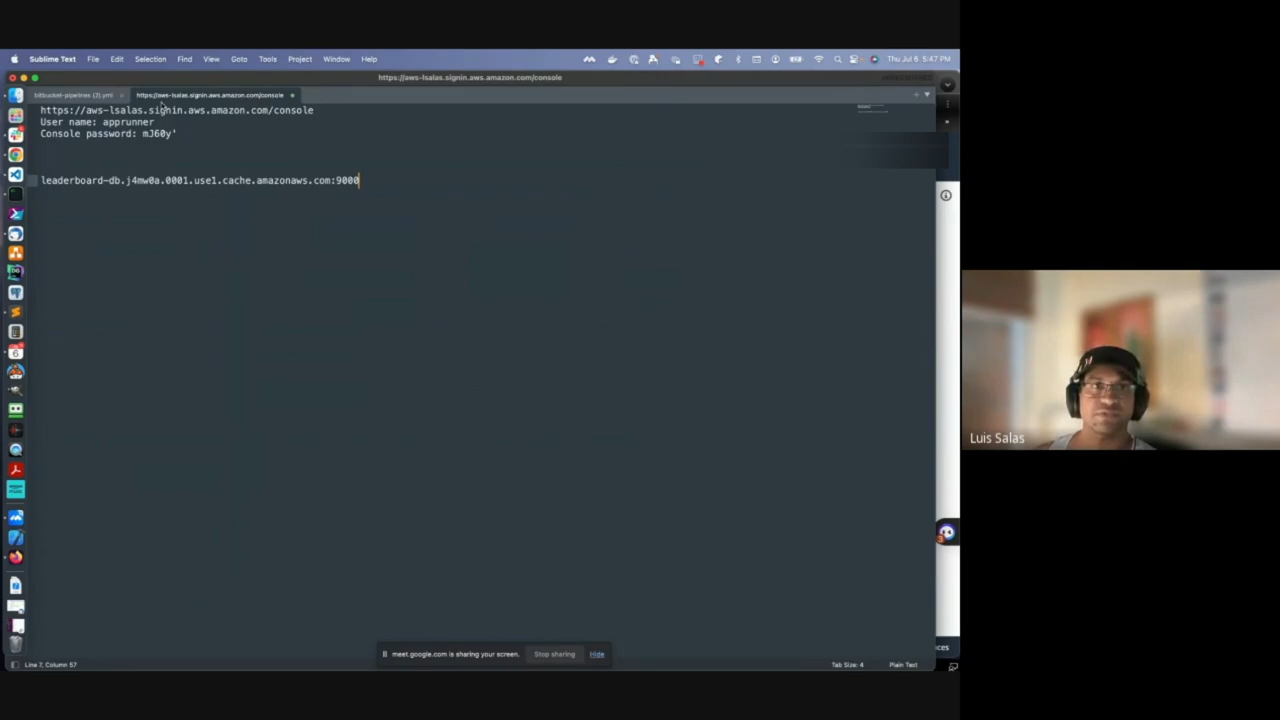 Sublime Text File Edit Selection Find View Goto Tools Project Window Help Thu Jul 6 5:47 PM
https://aws-lsalas.signin.aws.amazon.com/console
bitbucket-pipelines (2).yml https://aws-lsalas.signin.aws.amazon.com/console
https://aws-lsalas.signin.aws.amazon.com/console
User name: apprunner
Console password: mJ60y'
leaderboard-db.j4mw0a.0001.use1.cache.amazonaws.com:9000
Luis Salas
meet.google.com is sharing your screen. Stop sharing Hide
ces
Line 7, Column 57 Tab Size: 4 Plain Text